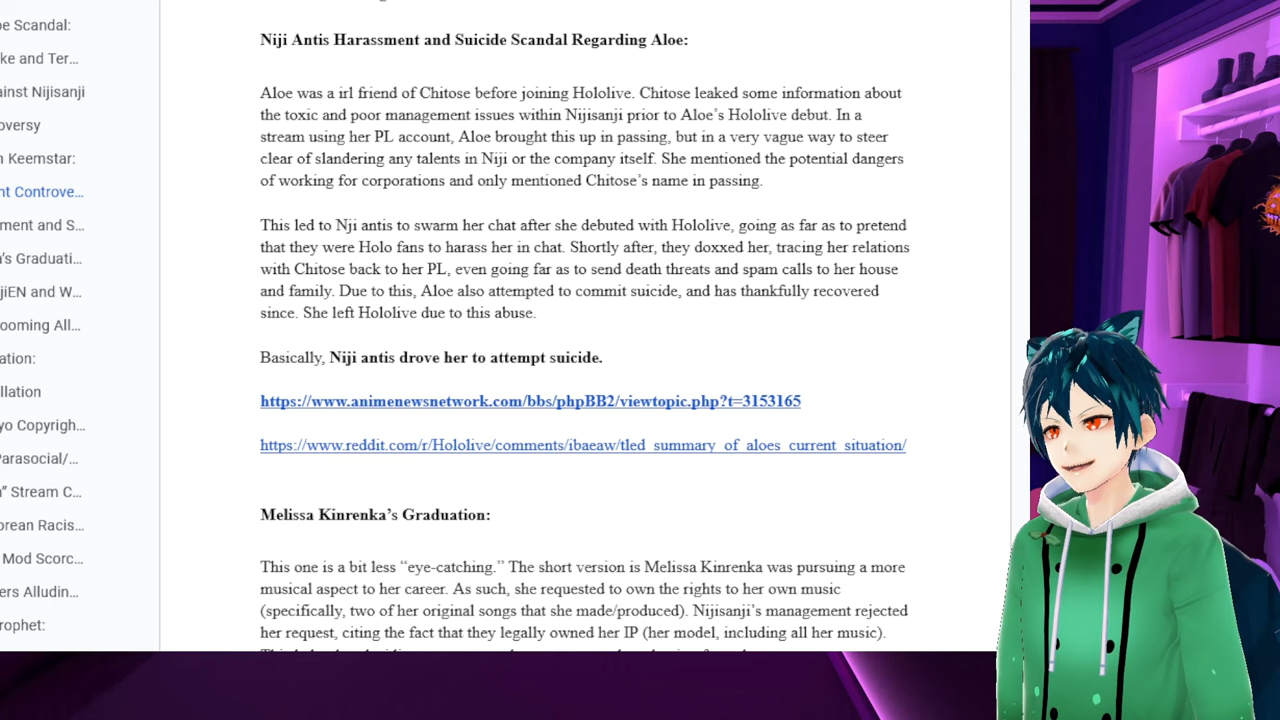 pe Scandal:
ke and Ter...
ainst Nijisanji
oversy
n Keemstar:
nt Controve...
ment and S...
a's Graduati...
jiEN and W...
ooming All...
ation:
llation
yo Copyrigh...
Parasocial/...
n” Stream C...
orean Racis...
Mod Scorc...
ers Alludin...
rophet:
Niji Antis Harassment and Suicide Scandal Regarding Aloe:
Aloe was a irl friend of Chitose before joining Hololive. Chitose leaked some information about
the toxic and poor management issues within Nijisanji prior to Aloe’s Hololive debut. In a
stream using her PL account, Aloe brought this up in passing, but in a very vague way to steer
clear of slandering any talents in Niji or the company itself. She mentioned the potential dangers
of working for corporations and only mentioned Chitose’s name in passing.
This led to Nji antis to swarm her chat after she debuted with Hololive, going as far as to pretend
that they were Holo fans to harass her in chat. Shortly after, they doxxed her, tracing her relations
with Chitose back to her PL, even going far as to send death threats and spam calls to her house
and family. Due to this, Aloe also attempted to commit suicide, and has thankfully recovered
since. She left Hololive due to this abuse.
Basically, Niji antis drove her to attempt suicide.
https://www.animenewsnetwork.com/bbs/phpBB2/viewtopic.php?t=3153165
https://www.reddit.com/r/Hololive/comments/ibaeaw/tled_summary_of_aloes_current_situation/
Melissa Kinrenka’s Graduation:
This one is a bit less “eye-catching.” The short version is Melissa Kinrenka was pursuing a more
musical aspect to her career. As such, she requested to own the rights to her own music
(specifically, two of her original songs that she made/produced). Nijisanji’s management rejected
her request, citing the fact that they legally owned her IP (her model, including all her music).